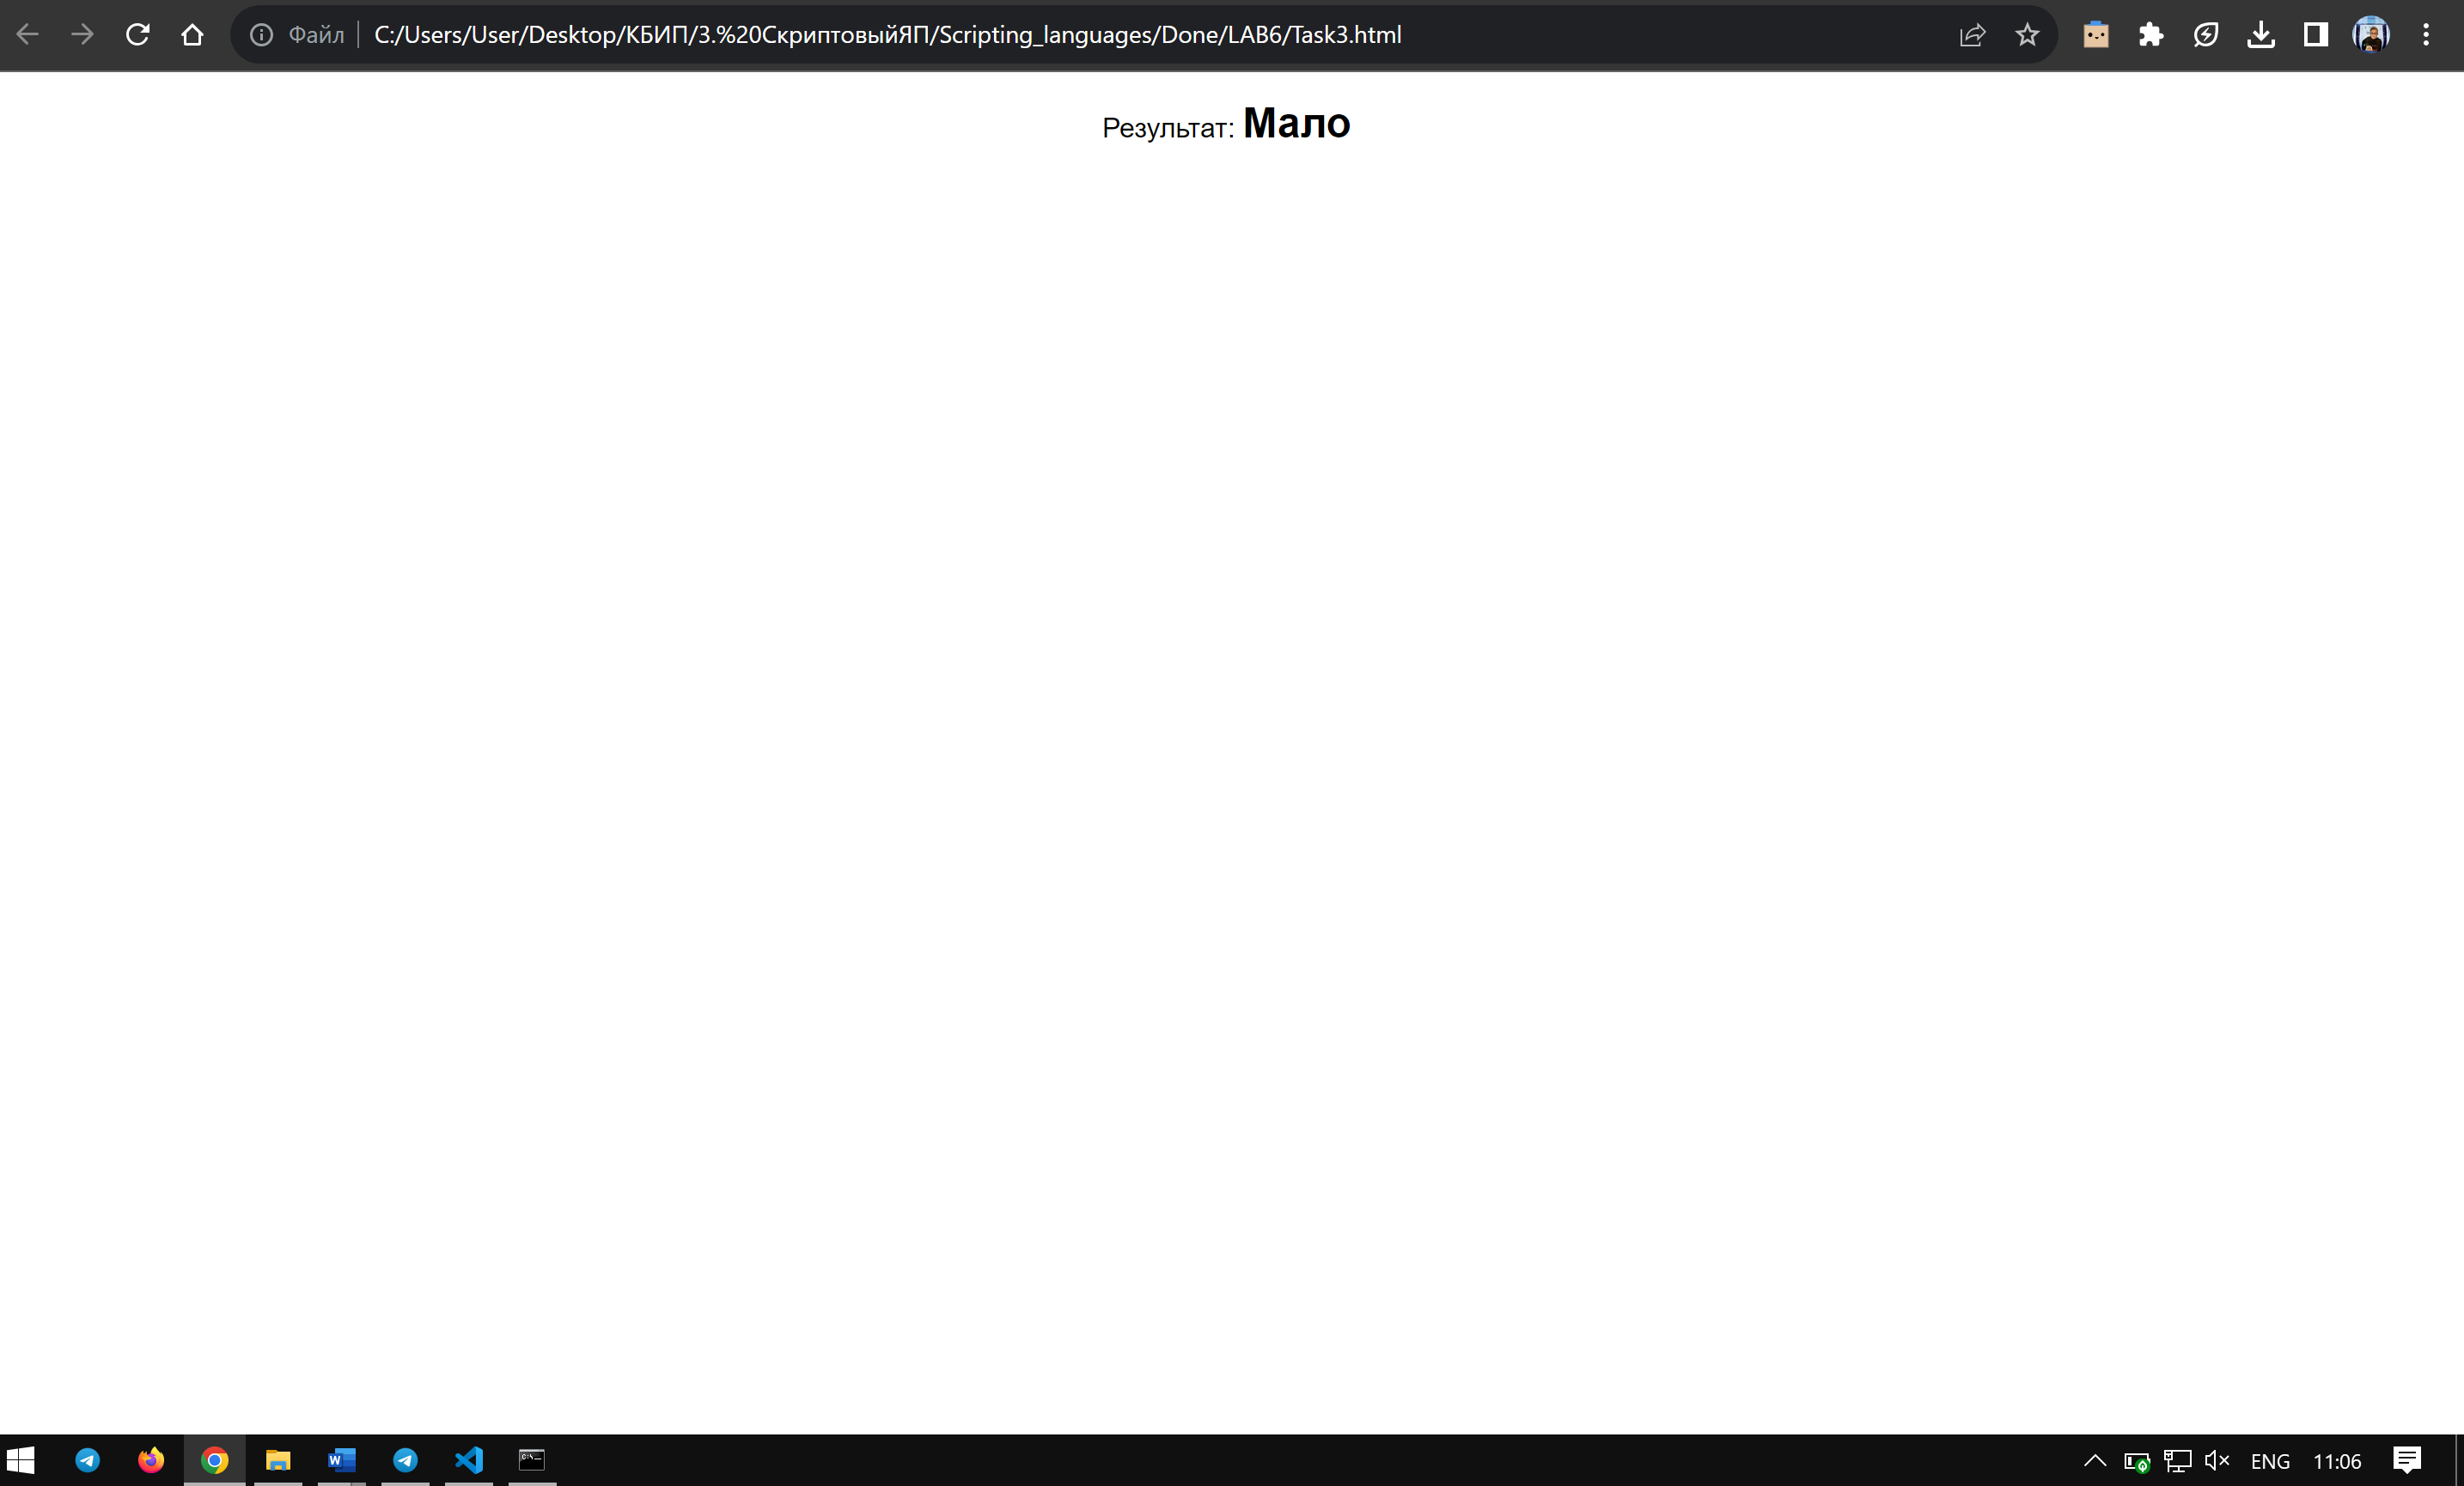 Файл C:/Users/User/Desktop/КБИП/3.%20СкриптовыйЯП/Scripting_languages/Done/LAB6/Task3.html
Результат: Мало
ENG 11:06